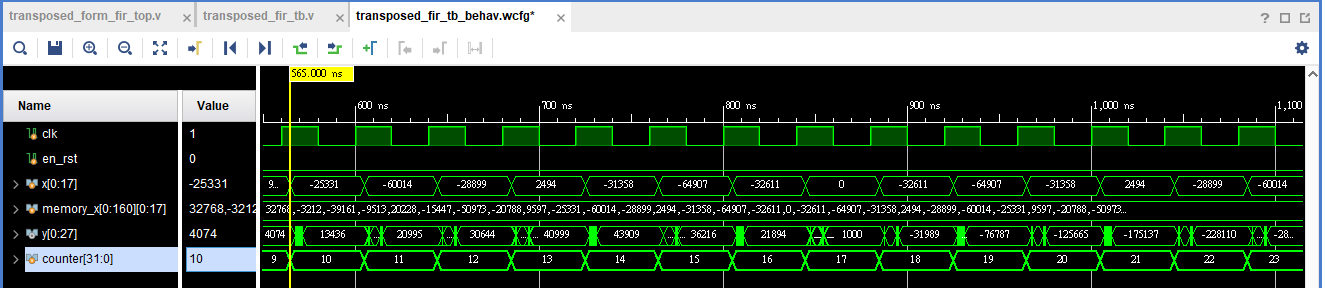 transposed_form_fir_top.v × transposed_fir_tb.v × transposed_fir_tb_behav.wcfg* × ?
565.000 ns
Name Value 600 ns 700 ns 800 ns 900 ns 1,000 ns 1,100
clk 1
en_rst 0
x[0:17] -25331 9... -25331 -60014 -28899 2494 -31358 -64907 -32611 0 -32611 -64907 -31358 2494 -28899 -60014
memory_x[0:160][0:17] 32768,-3212 32768,-3212,-39161,-9513,20228,-15447,-50973,-20788,9597,-25331,-60014,-28899,2494,-31358,-64907,-32611,0,-32611,-64907,-31358,2494,-28899,-60014,-25331,9597,-20788,-50973...
y[0:27] 4074 4074 13436 20995 30644 40999 43909 36216 21894 1000 -31989 -76787 -125665 -175137 -228110 -28...
counter[31:0] 10 9 10 11 12 13 14 15 16 17 18 19 20 21 22 23